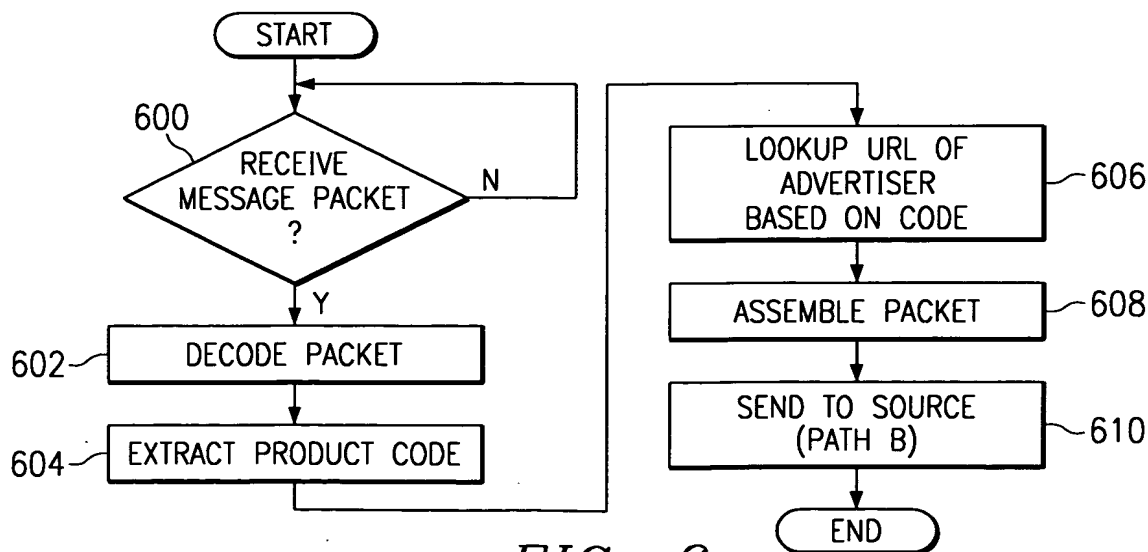 START
600
RECEIVE
MESSAGE PACKET
?
N
Y
602
DECODE PACKET
604
EXTRACT PRODUCT CODE
LOOKUP URL OF
ADVERTISER
BASED ON CODE
606
ASSEMBLE PACKET
608
SEND TO SOURCE
(PATH B)
610
END